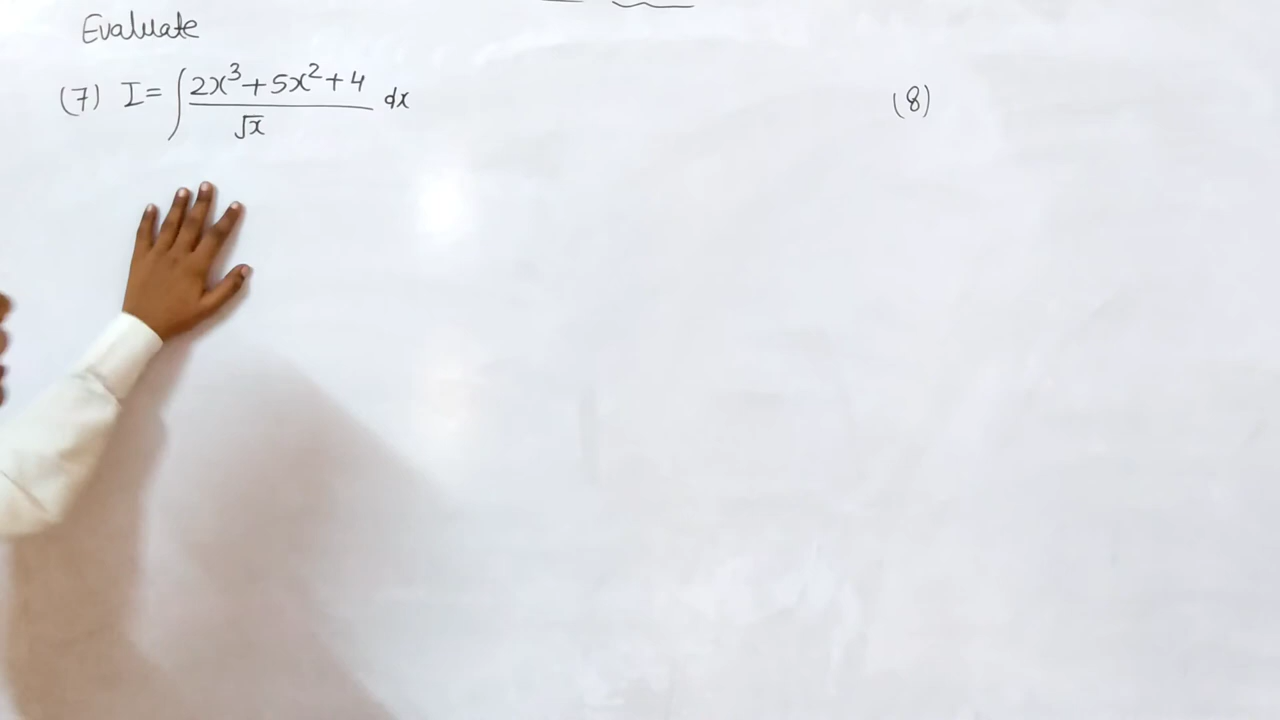 Evaluate
(7) I = ∫ (2x³ + 5x² + 4)/√x dx
(8)